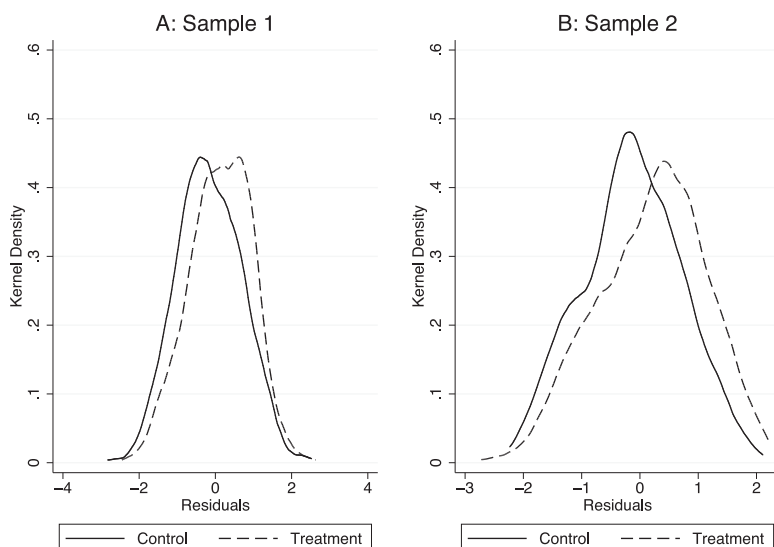 A: Sample 1
.6
.5
.4
.3
.2
.1
0
Kernel Density
−4 −2 0 2 4
Residuals
Control Treatment
B: Sample 2
.6
.5
.4
.3
.2
.1
0
Kernel Density
−3 −2 −1 0 1 2
Residuals
Control Treatment